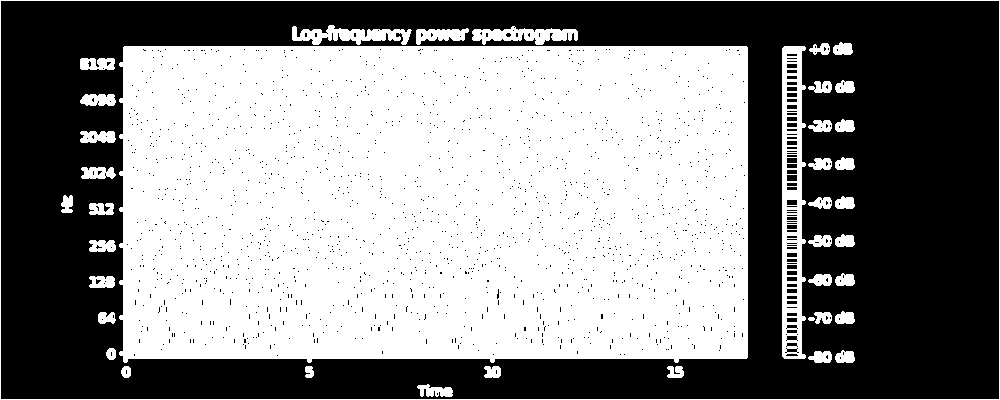 Log-frequency power spectrogram
Hz
8192
4096
2048
1024
512
256
128
64
0
0 5 10 15
Time
+0 dB
-10 dB
-20 dB
-30 dB
-40 dB
-50 dB
-60 dB
-70 dB
-80 dB